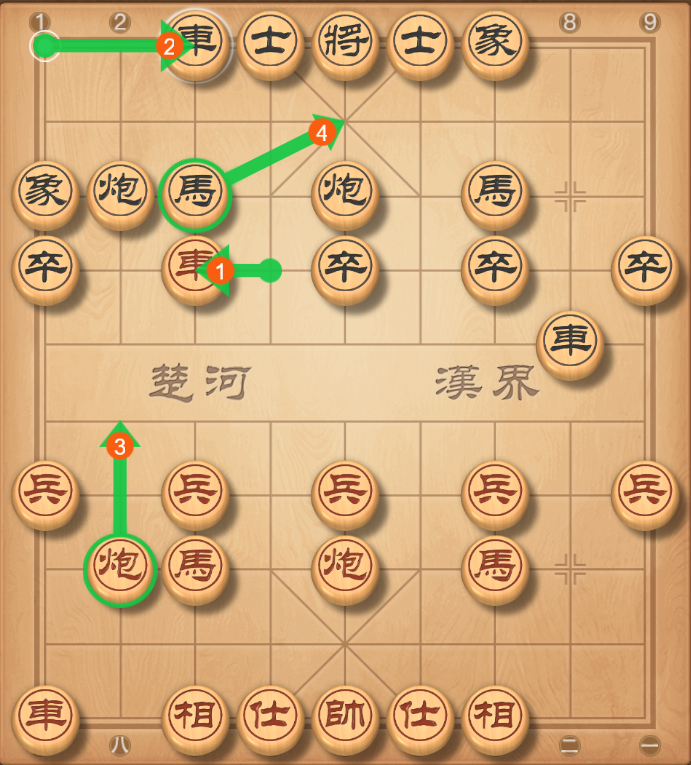 1 2 8 9
2 車 士 將 士 象
4
象 炮 馬 炮 馬
卒 車 1 卒 卒 卒
車
楚河 漢界
3
兵 兵 兵 兵 兵
炮 馬 炮 馬
車 相 仕 帥 仕 相
八 二 一